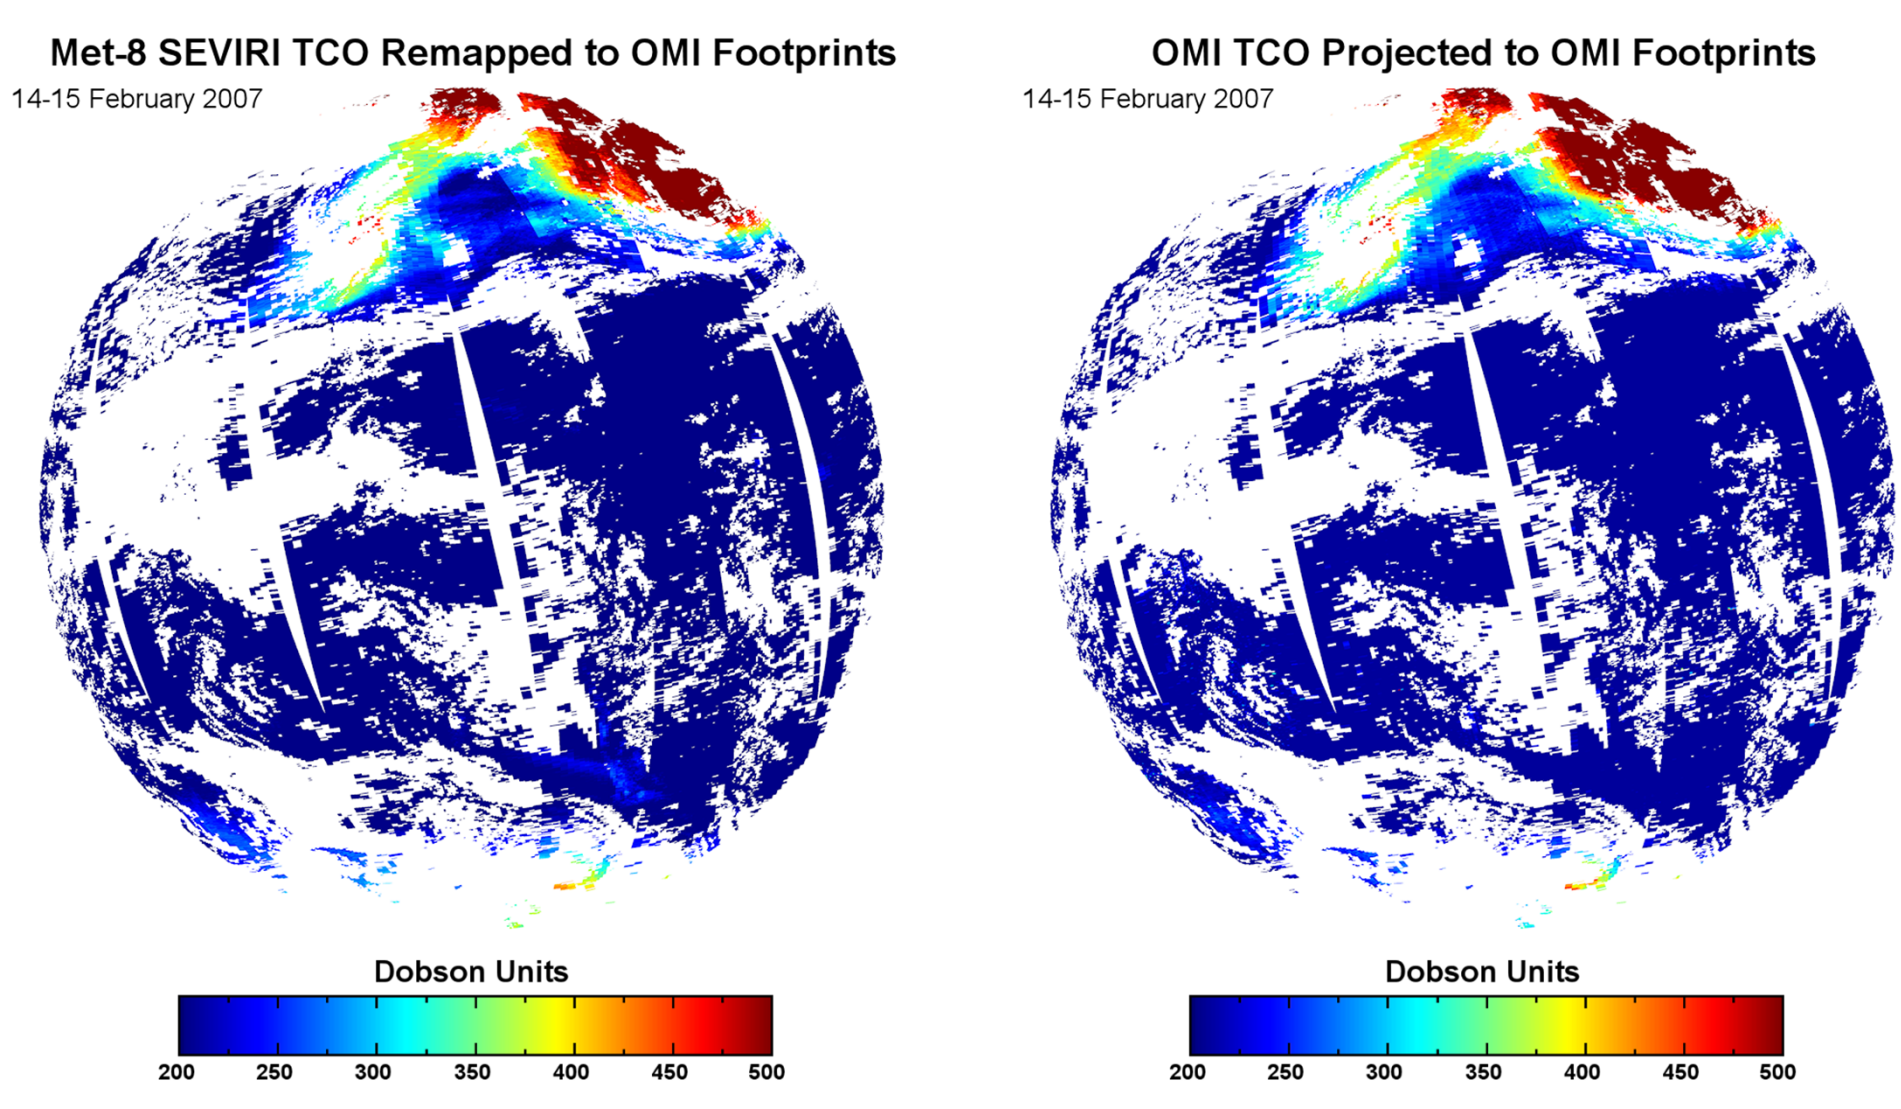 Met-8 SEVIRI TCO Remapped to OMI Footprints
14-15 February 2007
Dobson Units
200 250 300 350 400 450 500
OMI TCO Projected to OMI Footprints
14-15 February 2007
Dobson Units
200 250 300 350 400 450 500